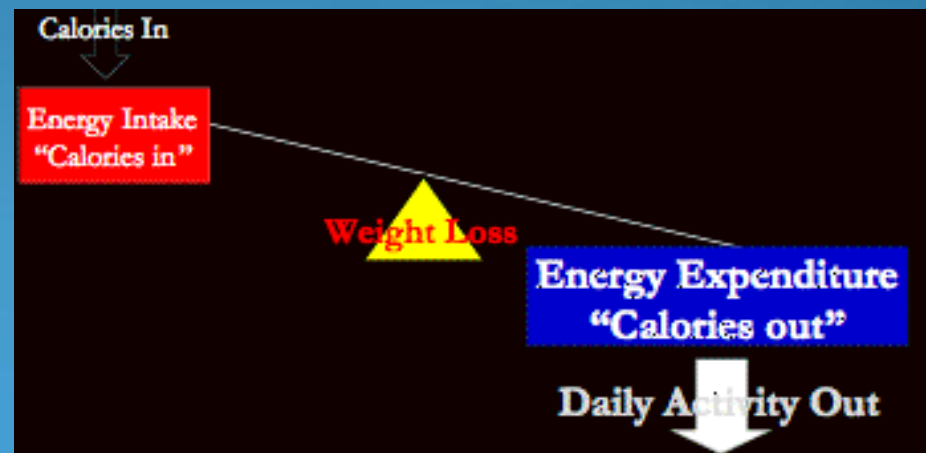 Calories In
Energy Intake
“Calories in”
Weight Loss
Energy Expenditure
“Calories out”
Daily Activity Out